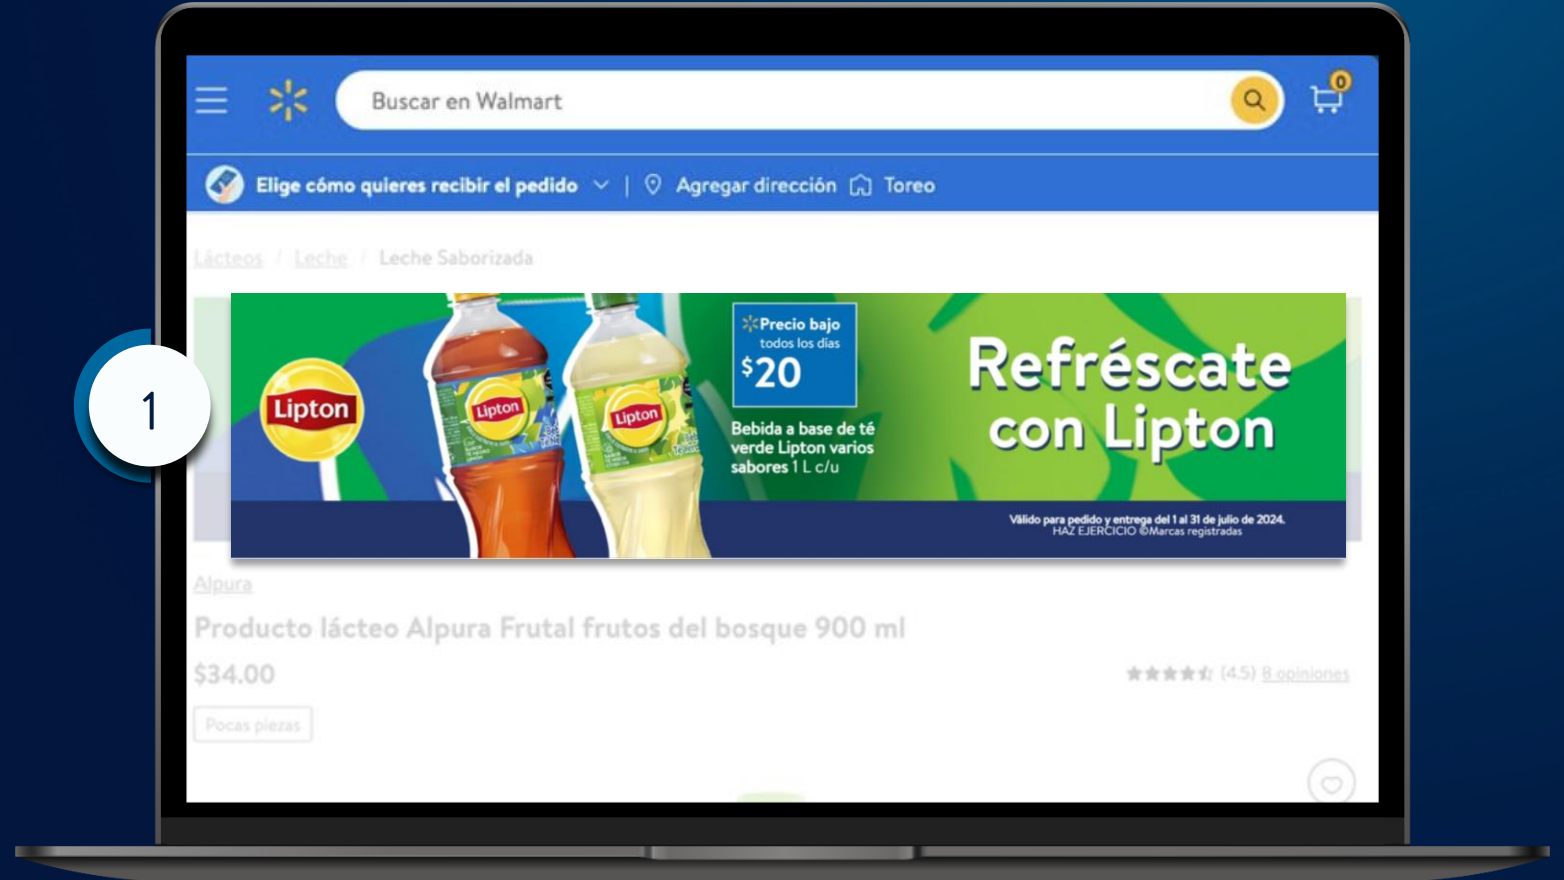 Buscar en Walmart
0
Elige cómo quieres recibir el pedido | Agregar dirección Toreo
Lácteos / Leche / Leche Saborizada
1
Lipton
Lipton
Lipton
Precio bajo
todos los días
$20
Bebida a base de té
verde Lipton varios
sabores 1 L c/u
Refréscate
con Lipton
Válido para pedido y entrega del 1 al 31 de julio de 2024.
HAZ EJERCICIO ©Marcas registradas
Alpura
Producto lácteo Alpura Frutal frutos del bosque 900 ml
$34.00
(4.5) 8 opiniones
Pocas piezas